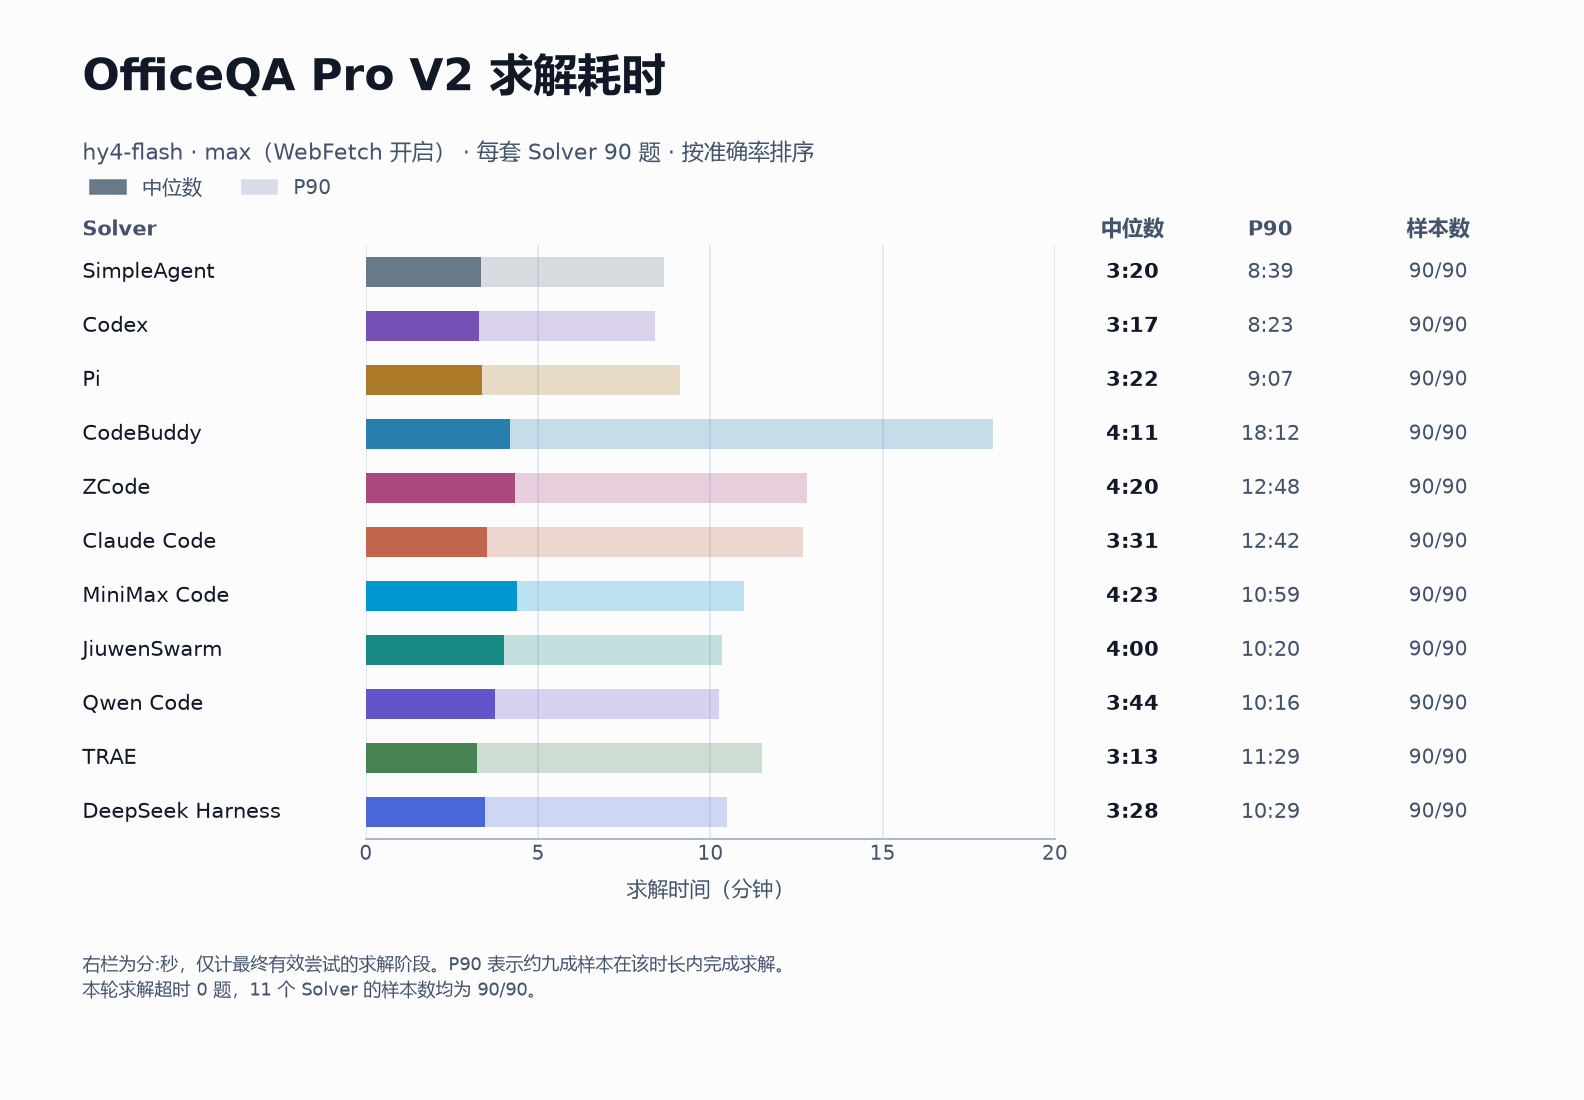 OfficeQA Pro V2 求解耗时
hy4-flash · max（WebFetch 开启） · 每套 Solver 90 题 · 按准确率排序
中位数 P90
Solver 中位数 P90 样本数
SimpleAgent 3:20 8:39 90/90
Codex 3:17 8:23 90/90
Pi 3:22 9:07 90/90
CodeBuddy 4:11 18:12 90/90
ZCode 4:20 12:48 90/90
Claude Code 3:31 12:42 90/90
MiniMax Code 4:23 10:59 90/90
JiuwenSwarm 4:00 10:20 90/90
Qwen Code 3:44 10:16 90/90
TRAE 3:13 11:29 90/90
DeepSeek Harness 3:28 10:29 90/90
0 5 10 15 20
求解时间（分钟）
右栏为分:秒，仅计最终有效尝试的求解阶段。P90 表示约九成样本在该时长内完成求解。
本轮求解超时 0 题，11 个 Solver 的样本数均为 90/90。